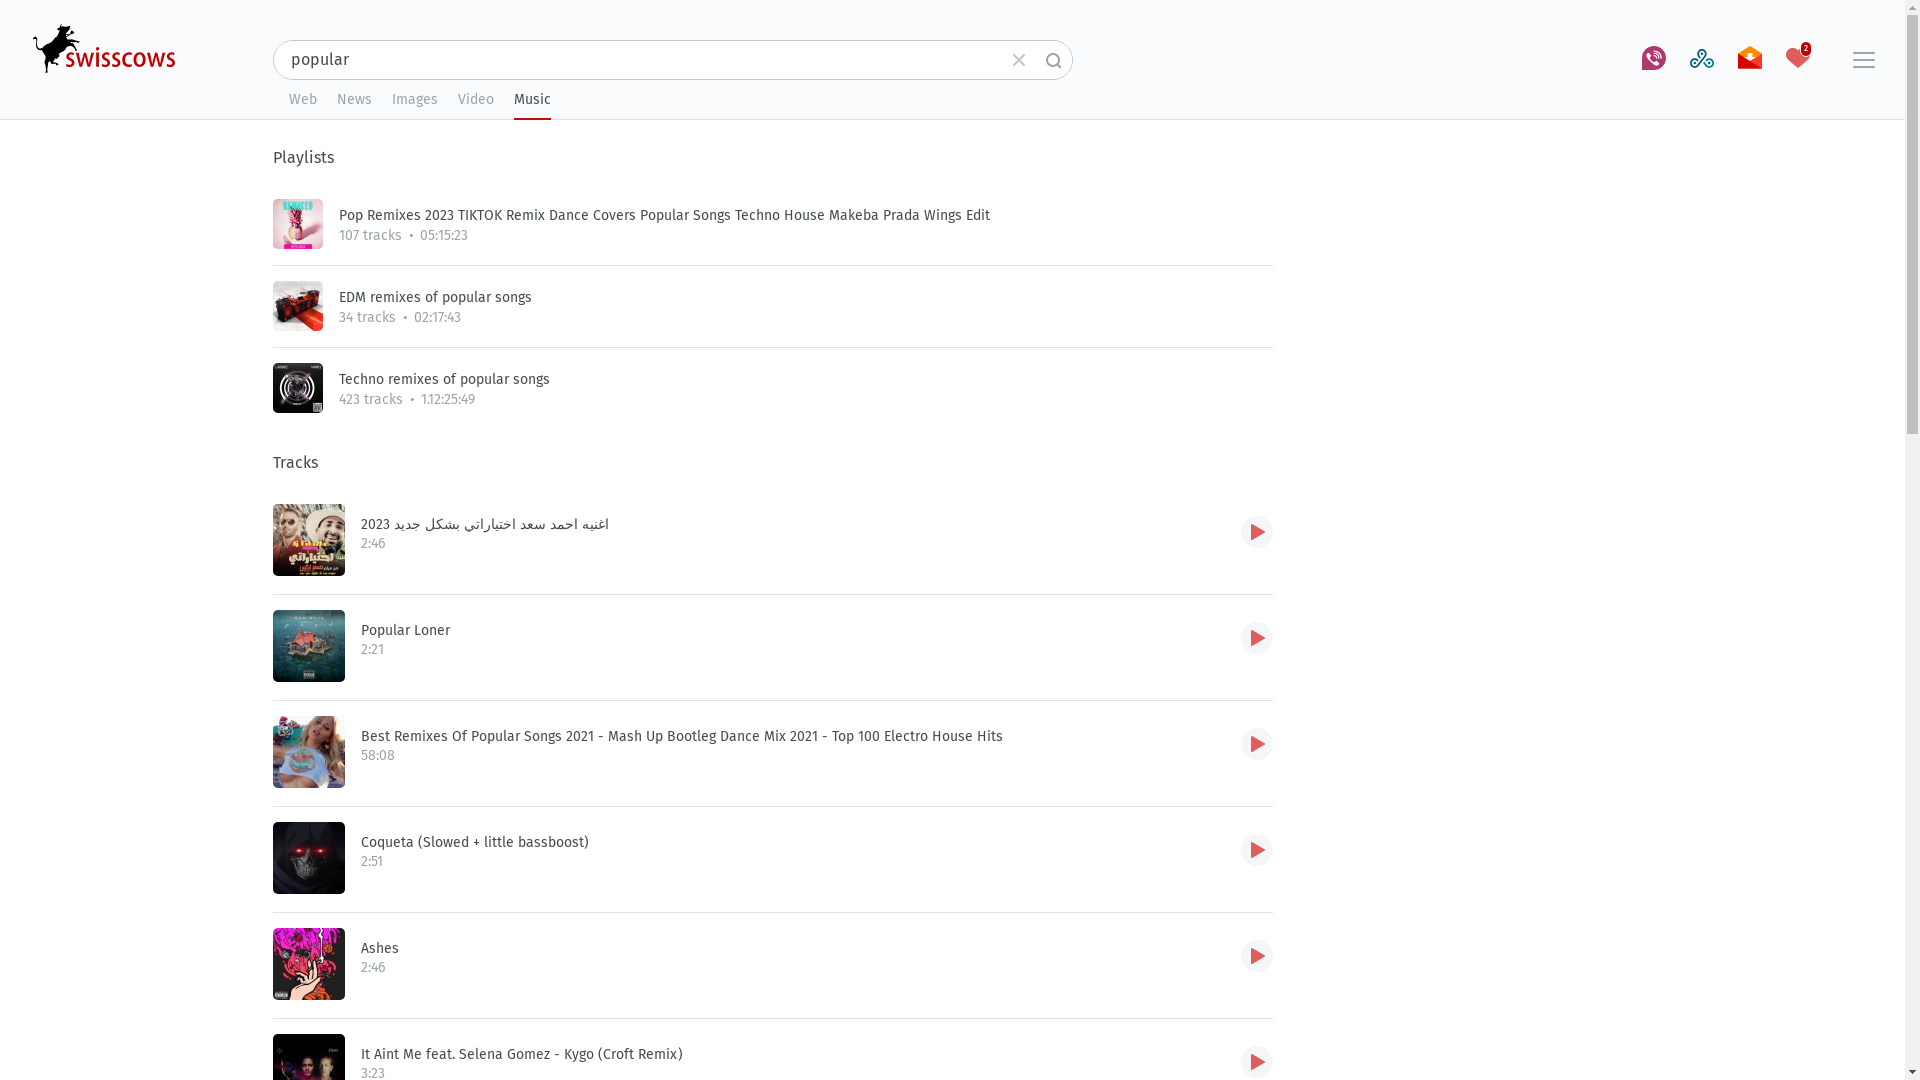 swisscows
popular
2
Web News Images Video Music
Playlists
REMIXED
Pop Remixes 2023 TIKTOK Remix Dance Covers Popular Songs Techno House Makeba Prada Wings Edit
107 tracks • 05:15:23
EDM remixes of popular songs
34 tracks • 02:17:43
Techno remixes of popular songs
423 tracks • 1.12:25:49
Tracks
اغنيه احمد سعد اختياراتي بشكل جديد 2023
2:46
اختياراتي
Popular Loner
2:21
Best Remixes Of Popular Songs 2021 - Mash Up Bootleg Dance Mix 2021 - Top 100 Electro House Hits
58:08
Coqueta (Slowed + little bassboost)
2:51
Ashes
2:46
It Aint Me feat. Selena Gomez - Kygo (Croft Remix)
3:23